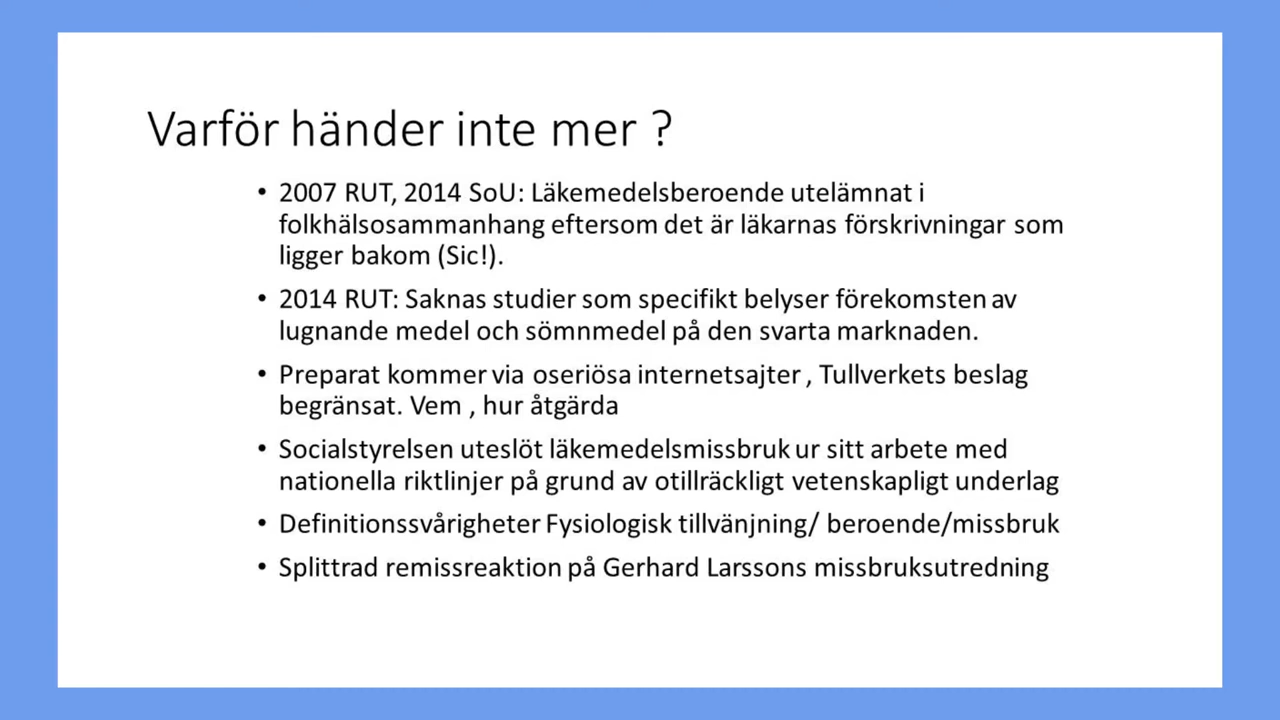 Varför händer inte mer ?
• 2007 RUT, 2014 SoU: Läkemedelsberoende utelämnat i
folkhälsosammanhang eftersom det är läkarnas förskrivningar som
ligger bakom (Sic!).
• 2014 RUT: Saknas studier som specifikt belyser förekomsten av
lugnande medel och sömnmedel på den svarta marknaden.
• Preparat kommer via oseriösa internetsajter , Tullverkets beslag
begränsat. Vem , hur åtgärda
• Socialstyrelsen uteslöt läkemedelsmissbruk ur sitt arbete med
nationella riktlinjer på grund av otillräckligt vetenskapligt underlag
• Definitionssvårigheter Fysiologisk tillvänjning/ beroende/missbruk
• Splittrad remissreaktion på Gerhard Larssons missbruksutredning